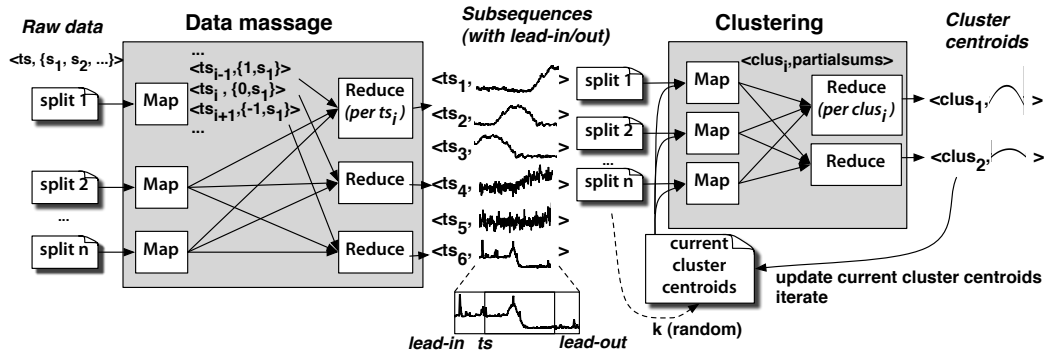 Raw data
Data massage
Subsequences
(with lead-in/out)
Clustering
Cluster
centroids
<ts, {s1, s2, ...}>
split 1
split 2
...
split n
Map
Map
Map
...
<tsi-1,{1,s1}>
<tsi , {0,s1}>
<tsi+1,{-1,s1}>
...
Reduce
(per tsi)
Reduce
Reduce
<ts1, >
<ts2, >
<ts3, >
<ts4, >
<ts5, >
<ts6, >
lead-in ts lead-out
split 1
split 2
...
split n
Map
Map
Map
<clusi,partialsums>
Reduce
(per clusi)
Reduce
<clus1, >
<clus2, >
current
cluster
centroids
update current cluster centroids
iterate
k (random)